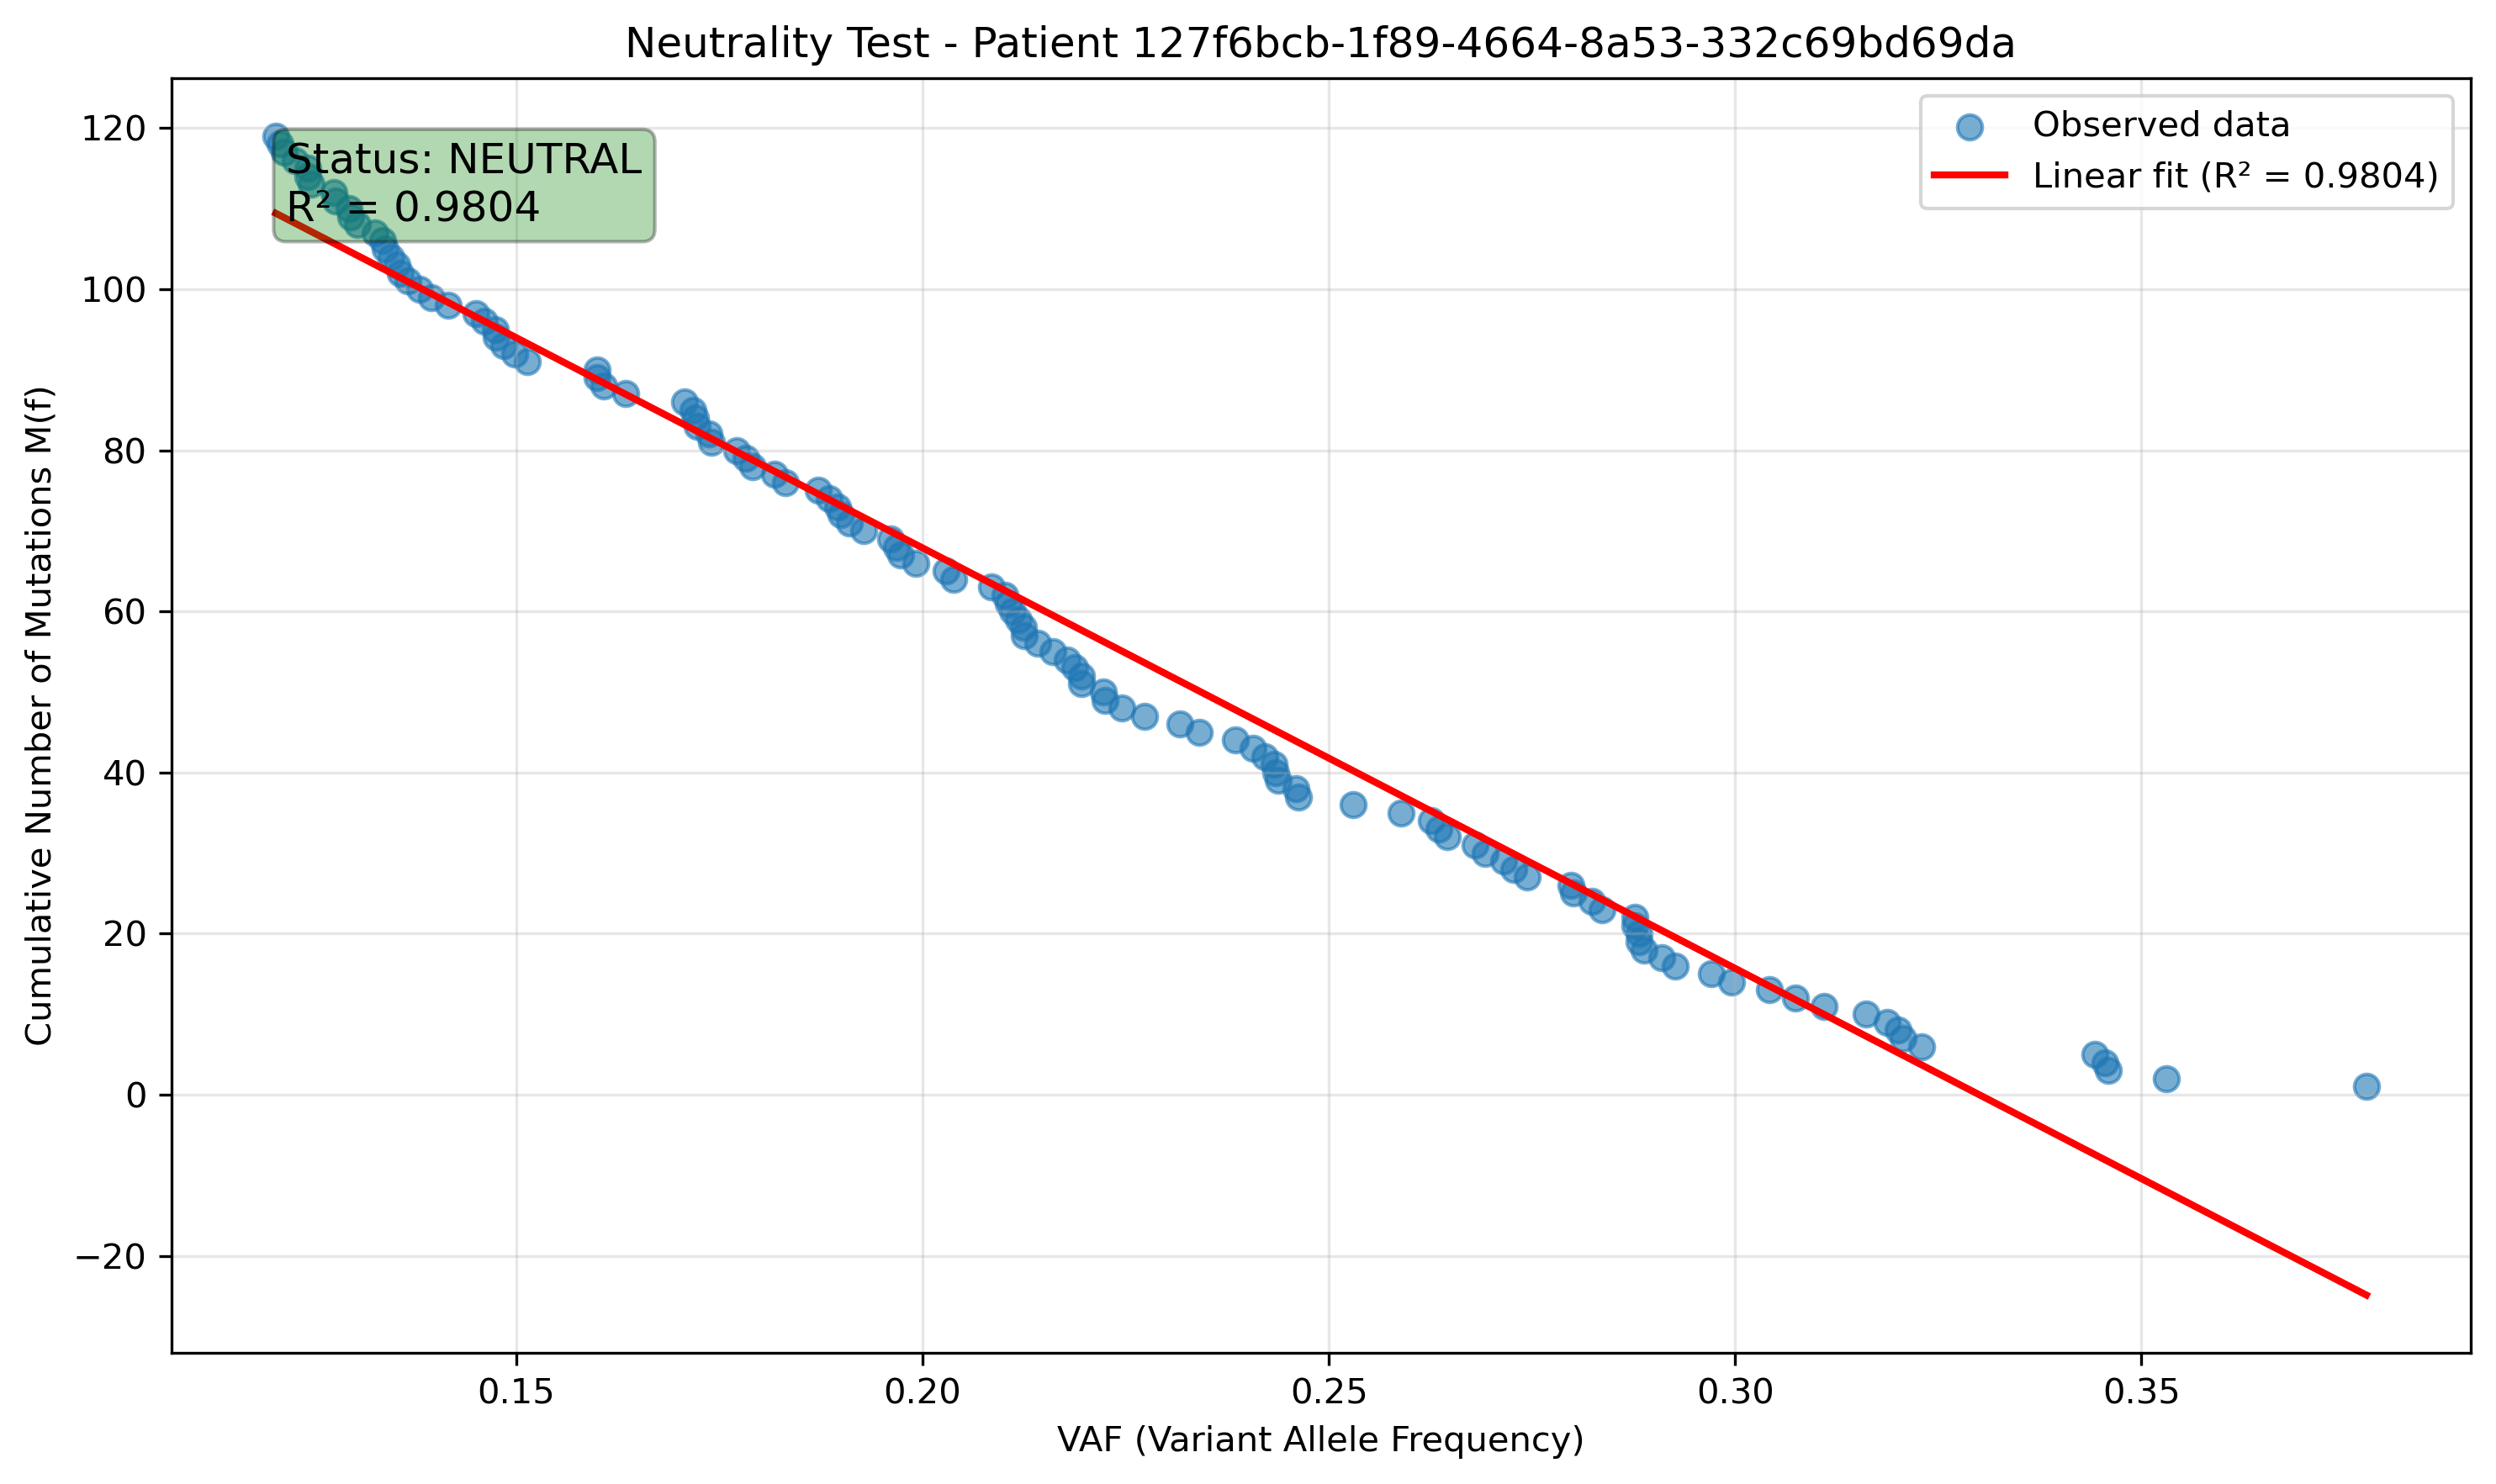 Neutrality Test - Patient 127f6bcb-1f89-4664-8a53-332c69bd69da
Status: NEUTRAL
R² = 0.9804
Observed data
Linear fit (R² = 0.9804)
Cumulative Number of Mutations M(f)
120
100
80
60
40
20
0
−20
0.15
0.20
0.25
0.30
0.35
VAF (Variant Allele Frequency)